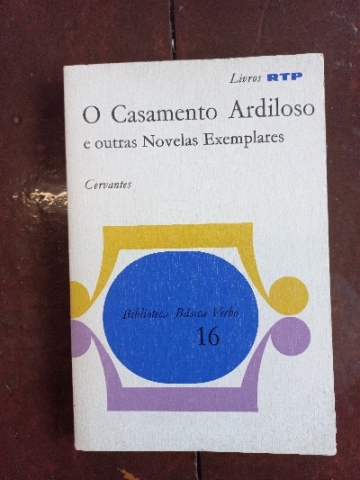 Livros RTP
O Casamento Ardiloso
e outras Novelas Exemplares
Cervantes
Biblioteca Básica Verbo
16